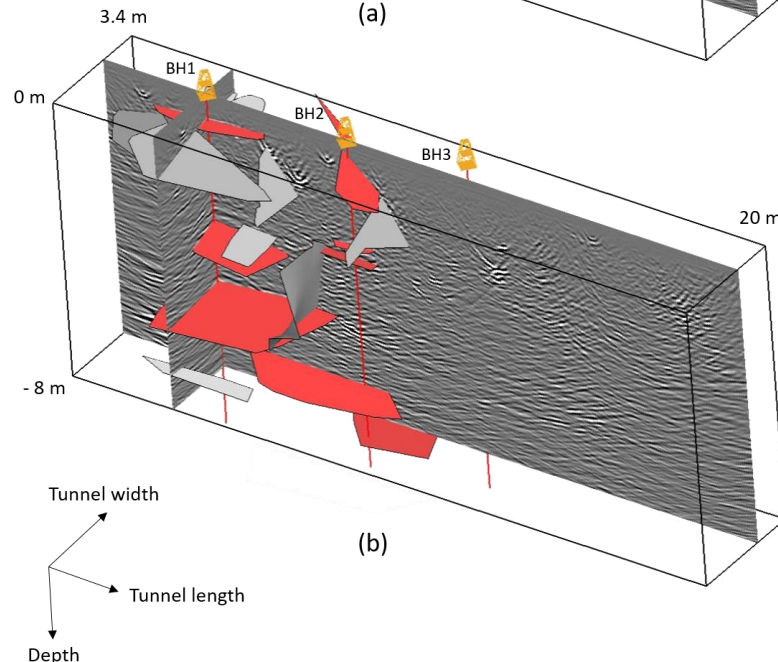 (a)
3.4 m
BH1
0 m
BH2
BH3
20 m
- 8 m
Tunnel width
(b)
Tunnel length
Depth